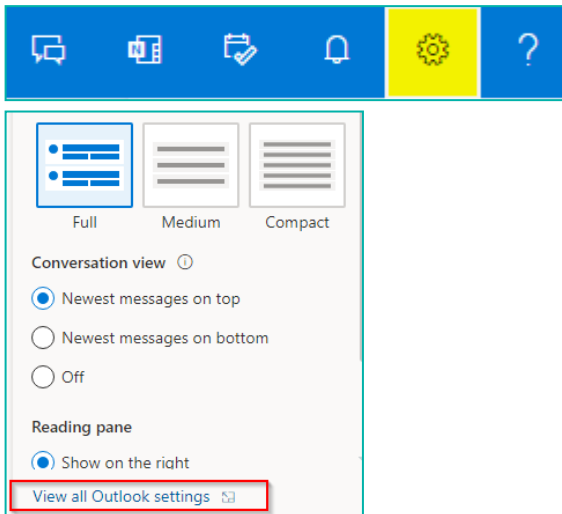 N
?
Full Medium Compact
Conversation view
Newest messages on top
Newest messages on bottom
Off
Reading pane
Show on the right
View all Outlook settings